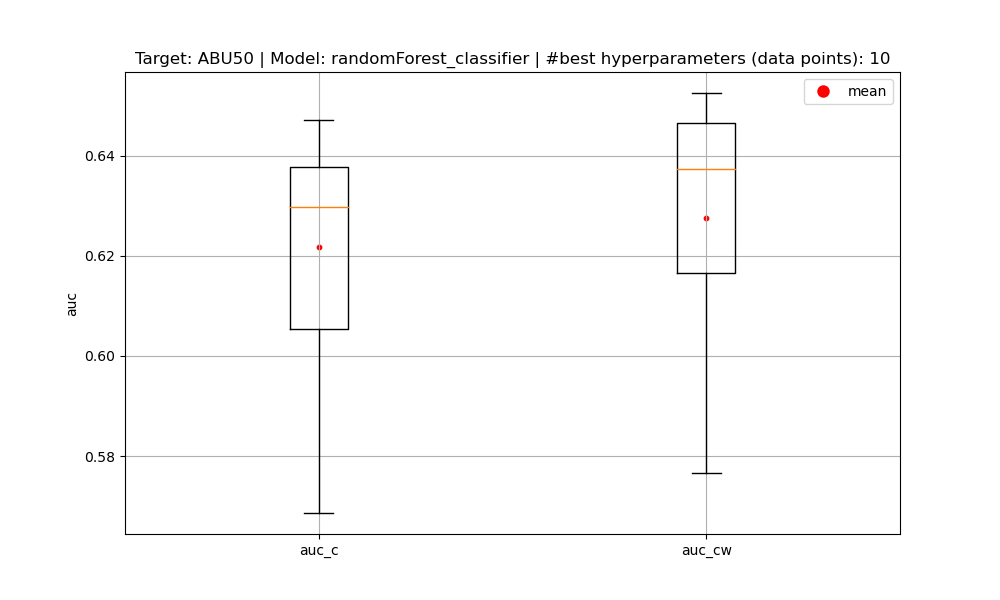 Target: ABU50 | Model: randomForest_classifier | #best hyperparameters (data points): 10
mean
0.64
0.62
0.60
0.58
auc
auc_c
auc_cw